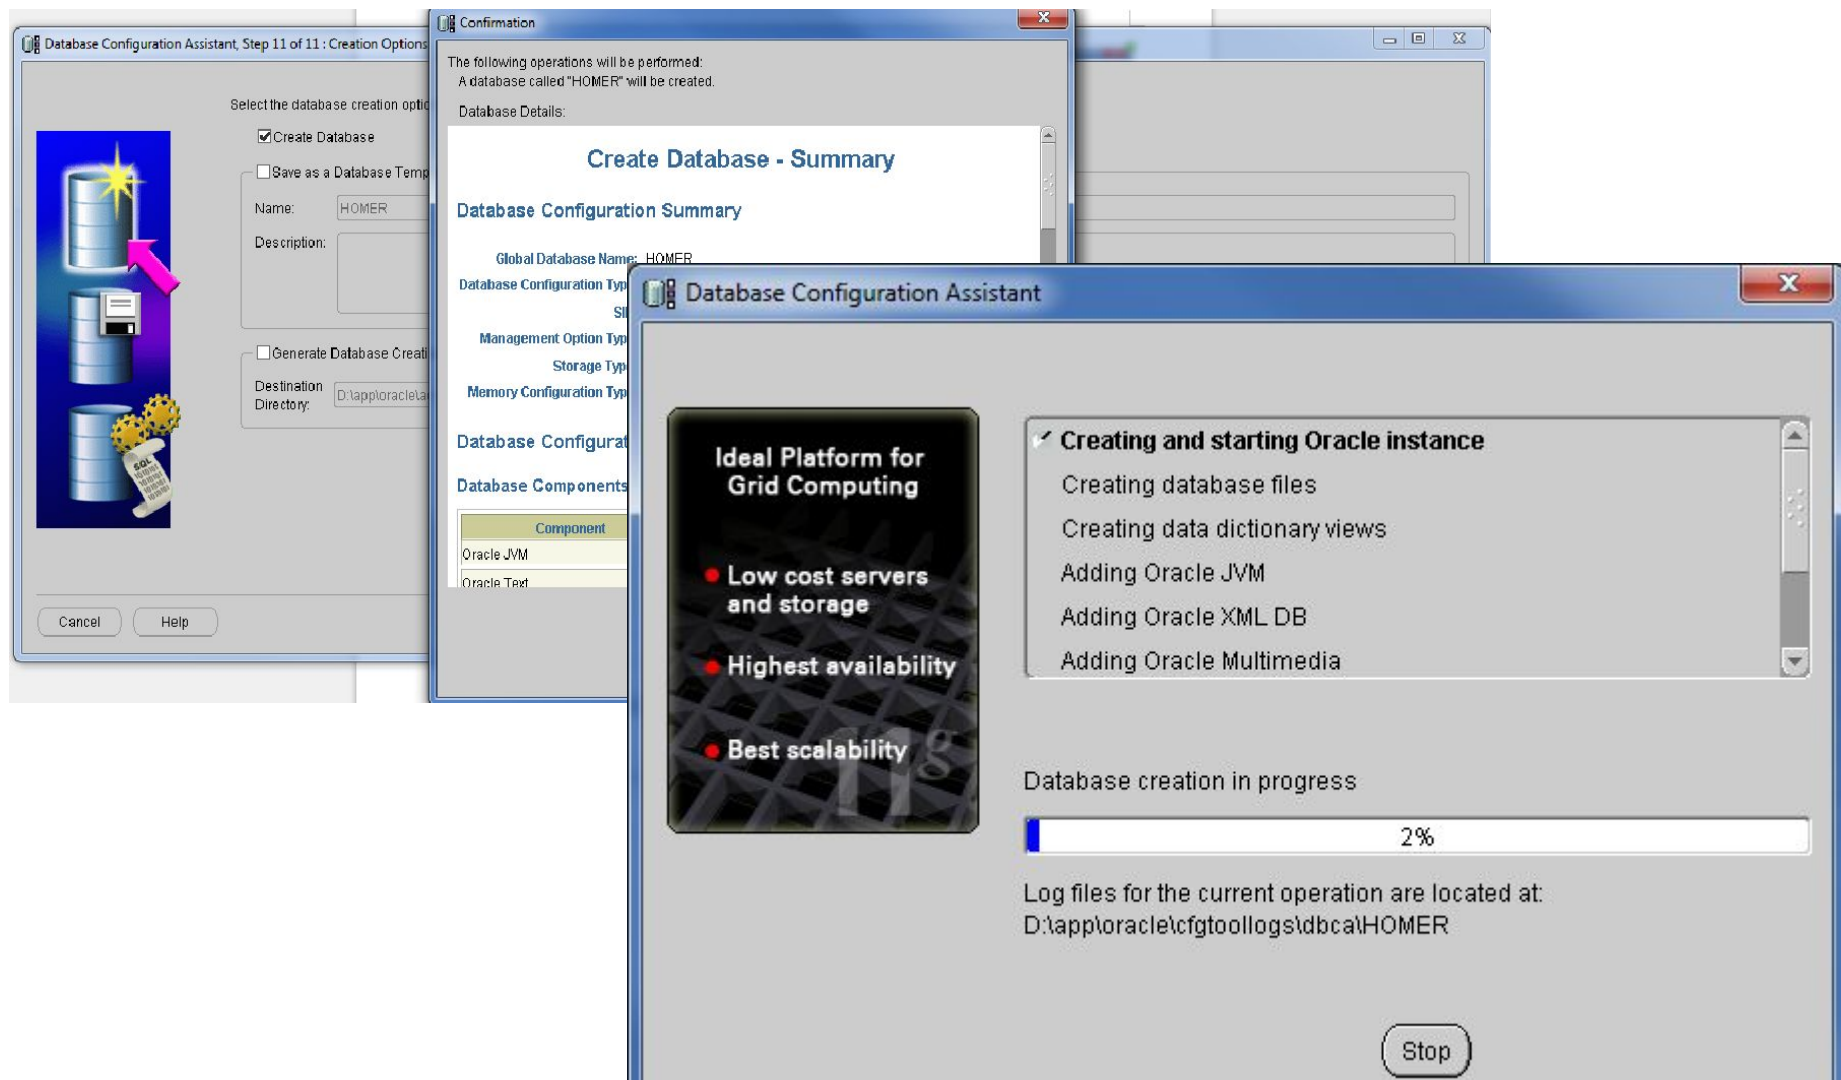 Database Configuration Assistant, Step 11 of 11 : Creation Options
Select the database creation optio
Create Database
Save as a Database Temp
Name:
HOMER
Description:
Generate Database Creati
Destination
Directory:
D:\app\oracle\a
SQL
Cancel
Help
Confirmation
The following operations will be performed:
A database called "HOMER" will be created.
Database Details:
Create Database - Summary
Database Configuration Summary
Global Database Name: HOMER
Database Configuration Typ
SI
Management Option Typ
Storage Typ
Memory Configuration Typ
Database Configurat
Database Components
Component
Oracle JVM
Oracle Text
Database Configuration Assistant
Ideal Platform for
Grid Computing
Low cost servers
and storage
Highest availability
Best scalability
11g
Creating and starting Oracle instance
Creating database files
Creating data dictionary views
Adding Oracle JVM
Adding Oracle XML DB
Adding Oracle Multimedia
Database creation in progress
2%
Log files for the current operation are located at:
D:\app\oracle\cfgtoollogs\dbca\HOMER
Stop